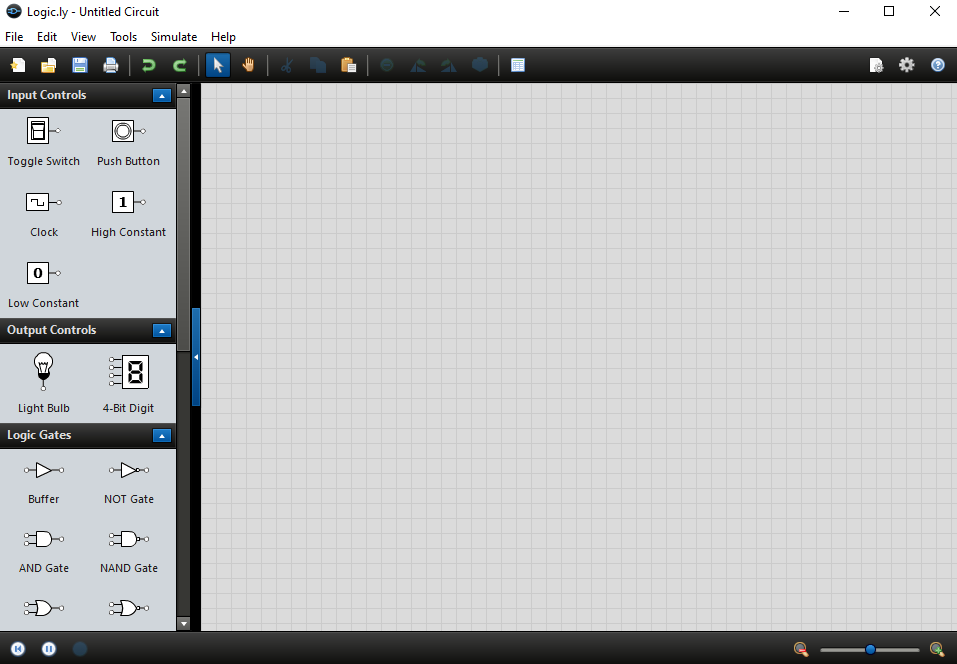 Logic.ly - Untitled Circuit
File Edit View Tools Simulate Help
Input Controls
Toggle Switch Push Button
1
Clock High Constant
0
Low Constant
Output Controls
8
Light Bulb 4-Bit Digit
Logic Gates
Buffer NOT Gate
AND Gate NAND Gate